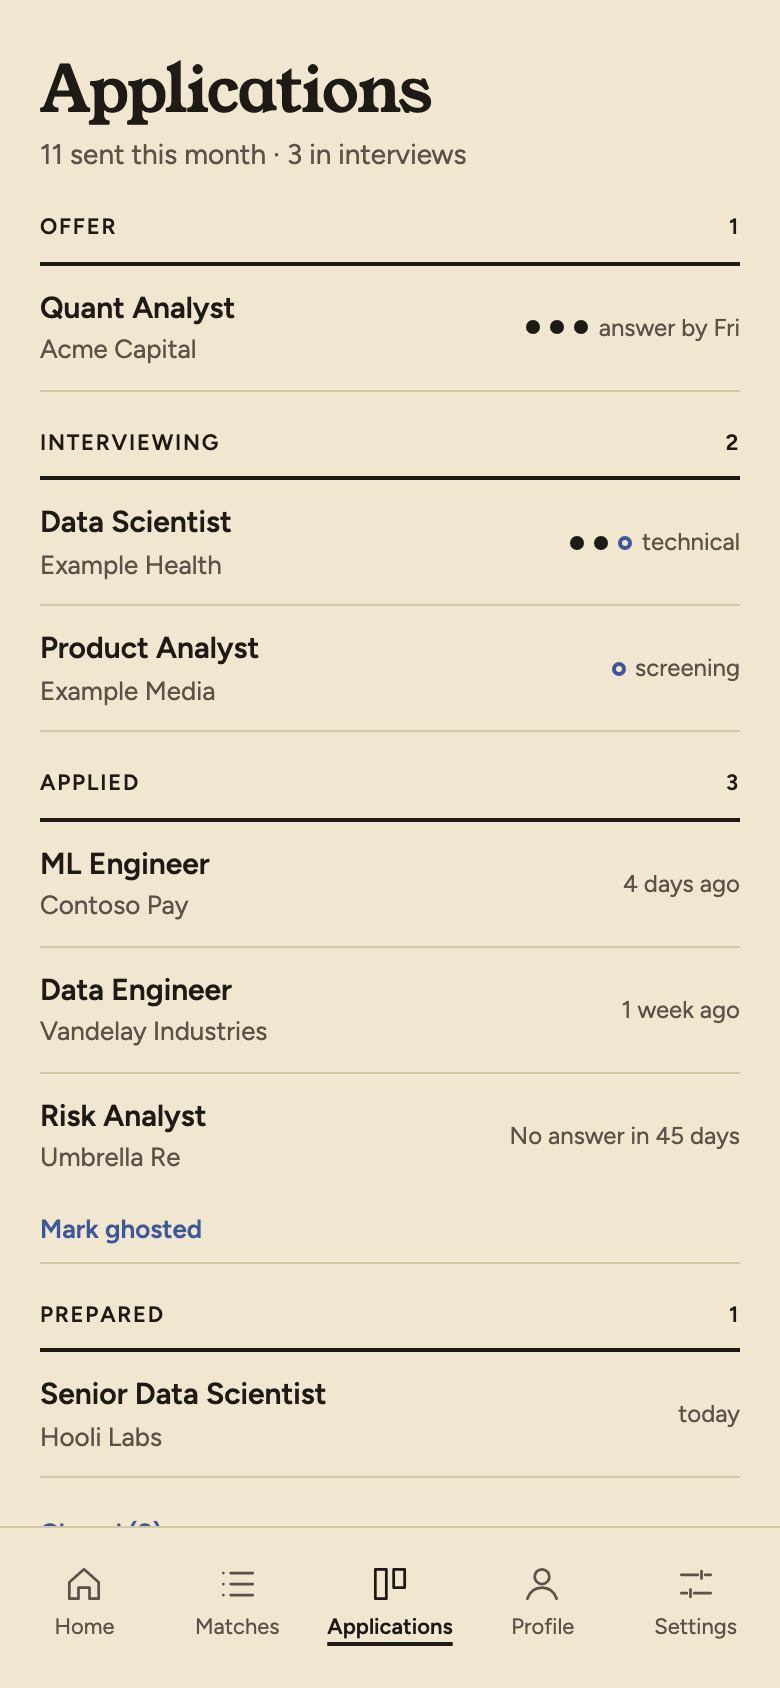 Applications
11 sent this month · 3 in interviews
OFFER 1
Quant Analyst
Acme Capital
answer by Fri
INTERVIEWING 2
Data Scientist
Example Health
technical
Product Analyst
Example Media
screening
APPLIED 3
ML Engineer
Contoso Pay
4 days ago
Data Engineer
Vandelay Industries
1 week ago
Risk Analyst
Umbrella Re
No answer in 45 days
Mark ghosted
PREPARED 1
Senior Data Scientist
Hooli Labs
today
Home Matches Applications Profile Settings